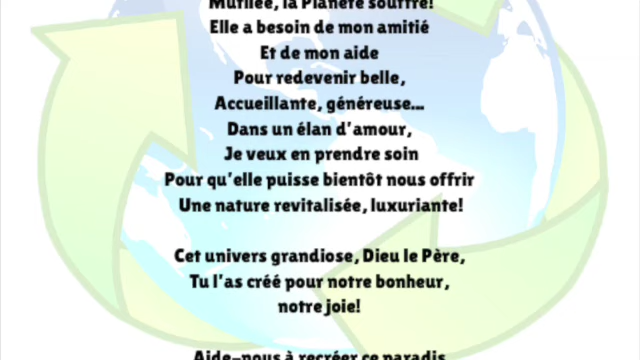 Mutilée, la Planète souffre!
Elle a besoin de mon amitié
Et de mon aide
Pour redevenir belle,
Accueillante, généreuse...
Dans un élan d'amour,
Je veux en prendre soin
Pour qu'elle puisse bientôt nous offrir
Une nature revitalisée, luxuriante!
Cet univers grandiose, Dieu le Père,
Tu l'as créé pour notre bonheur,
notre joie!
Aide-nous à recréer ce paradis